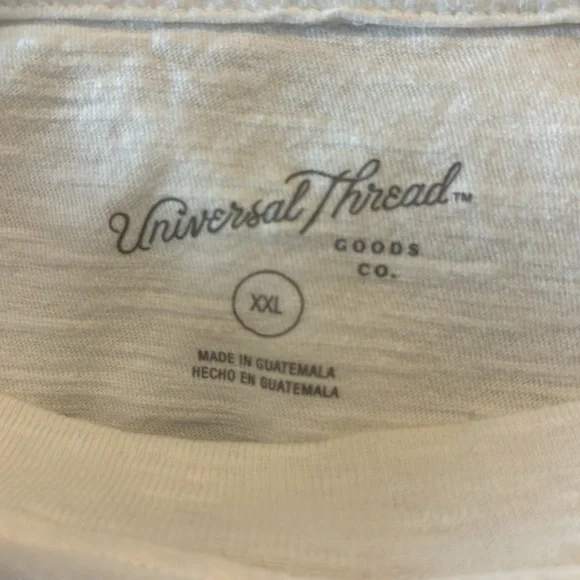 Universal Thread™
GOODS
CO.
XXL
MADE IN GUATEMALA
HECHO EN GUATEMALA